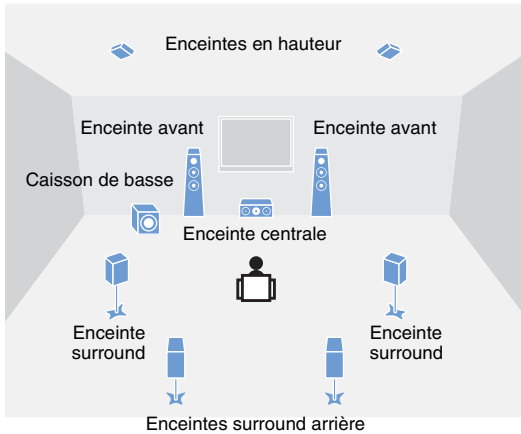 Enceintes en hauteur
Enceinte avant
Enceinte avant
Caisson de basse
Enceinte centrale
Enceinte
surround
Enceinte
surround
Enceintes surround arrière